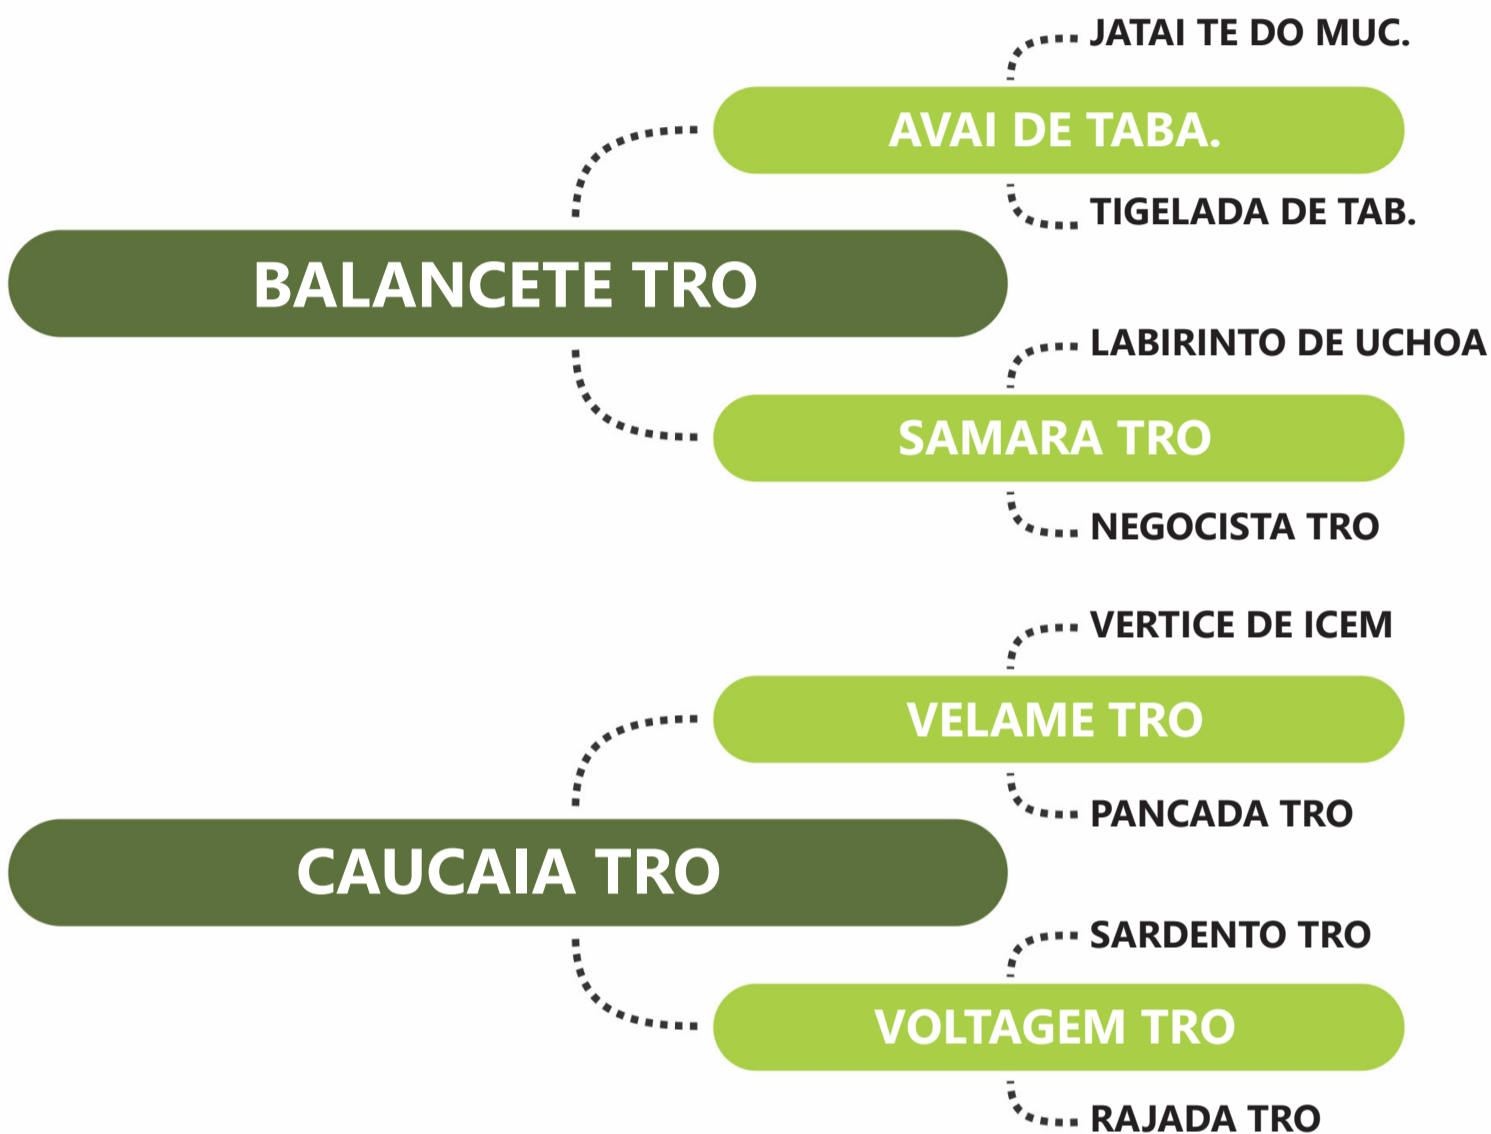 JATAI TE DO MUC.
AVAI DE TABA.
TIGELADA DE TAB.
BALANCETE TRO
LABIRINTO DE UCHOA
SAMARA TRO
NEGOCISTA TRO
VERTICE DE ICEM
VELAME TRO
PANCADA TRO
CAUCAIA TRO
SARDENTO TRO
VOLTAGEM TRO
RAJADA TRO